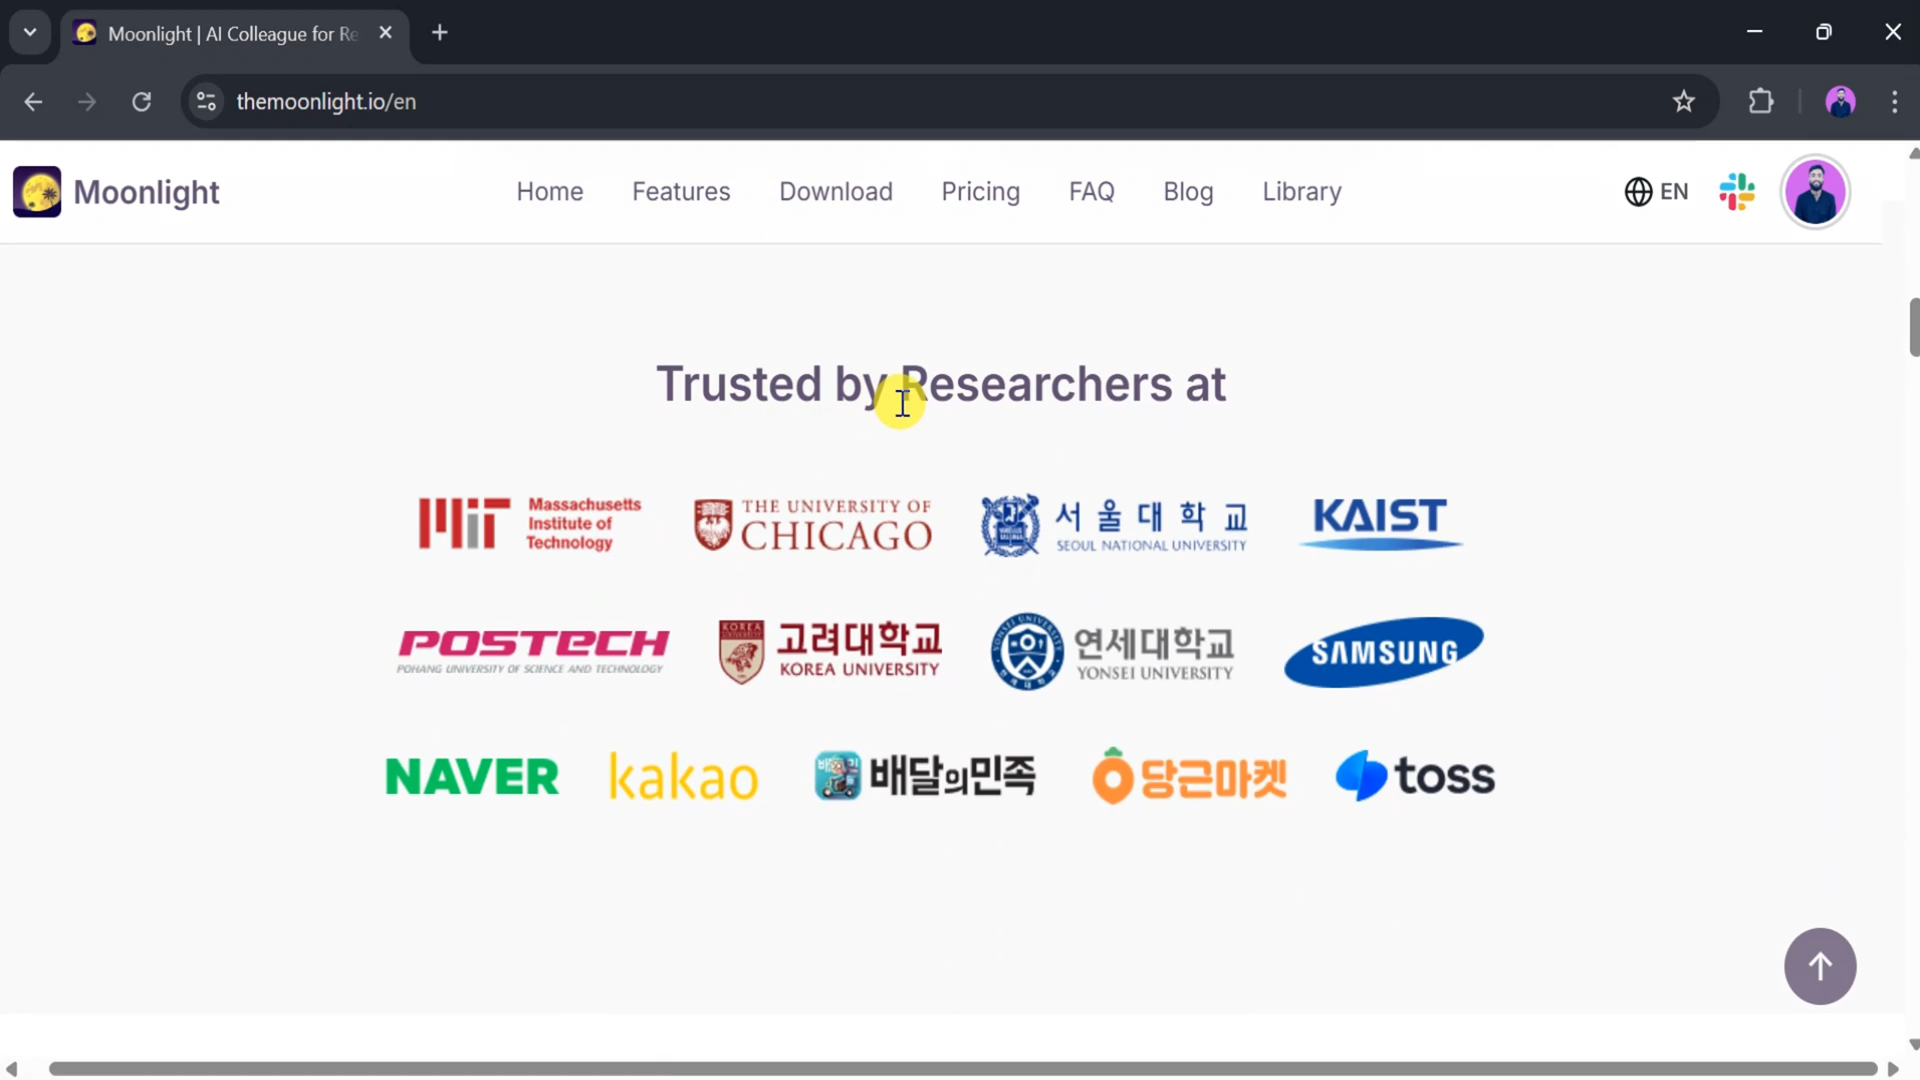 Moonlight | AI Colleague for Re
themoonlight.io/en
Moonlight
Home
Features
Download
Pricing
FAQ
Blog
Library
EN
Trusted by Researchers at
MIT
Massachusetts
Institute of
Technology
THE UNIVERSITY OF
CHICAGO
서울대학교
SEOUL NATIONAL UNIVERSITY
KAIST
POSTECH
POHANG UNIVERSITY OF SCIENCE AND TECHNOLOGY
KOREA
고려대학교
KOREA UNIVERSITY
연세대학교
YONSEI UNIVERSITY
SAMSUNG
NAVER
kakao
배달의민족
당근마켓
toss